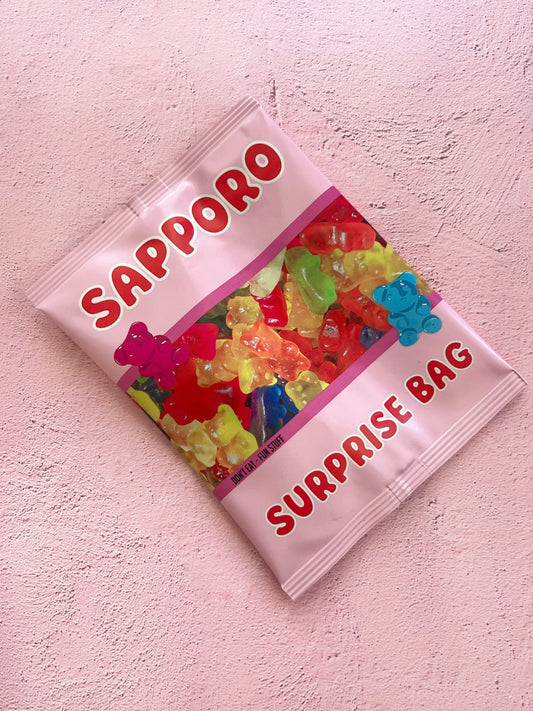 SAPPORO
DON'T EAT - FUN STUFF
SURPRISE BAG